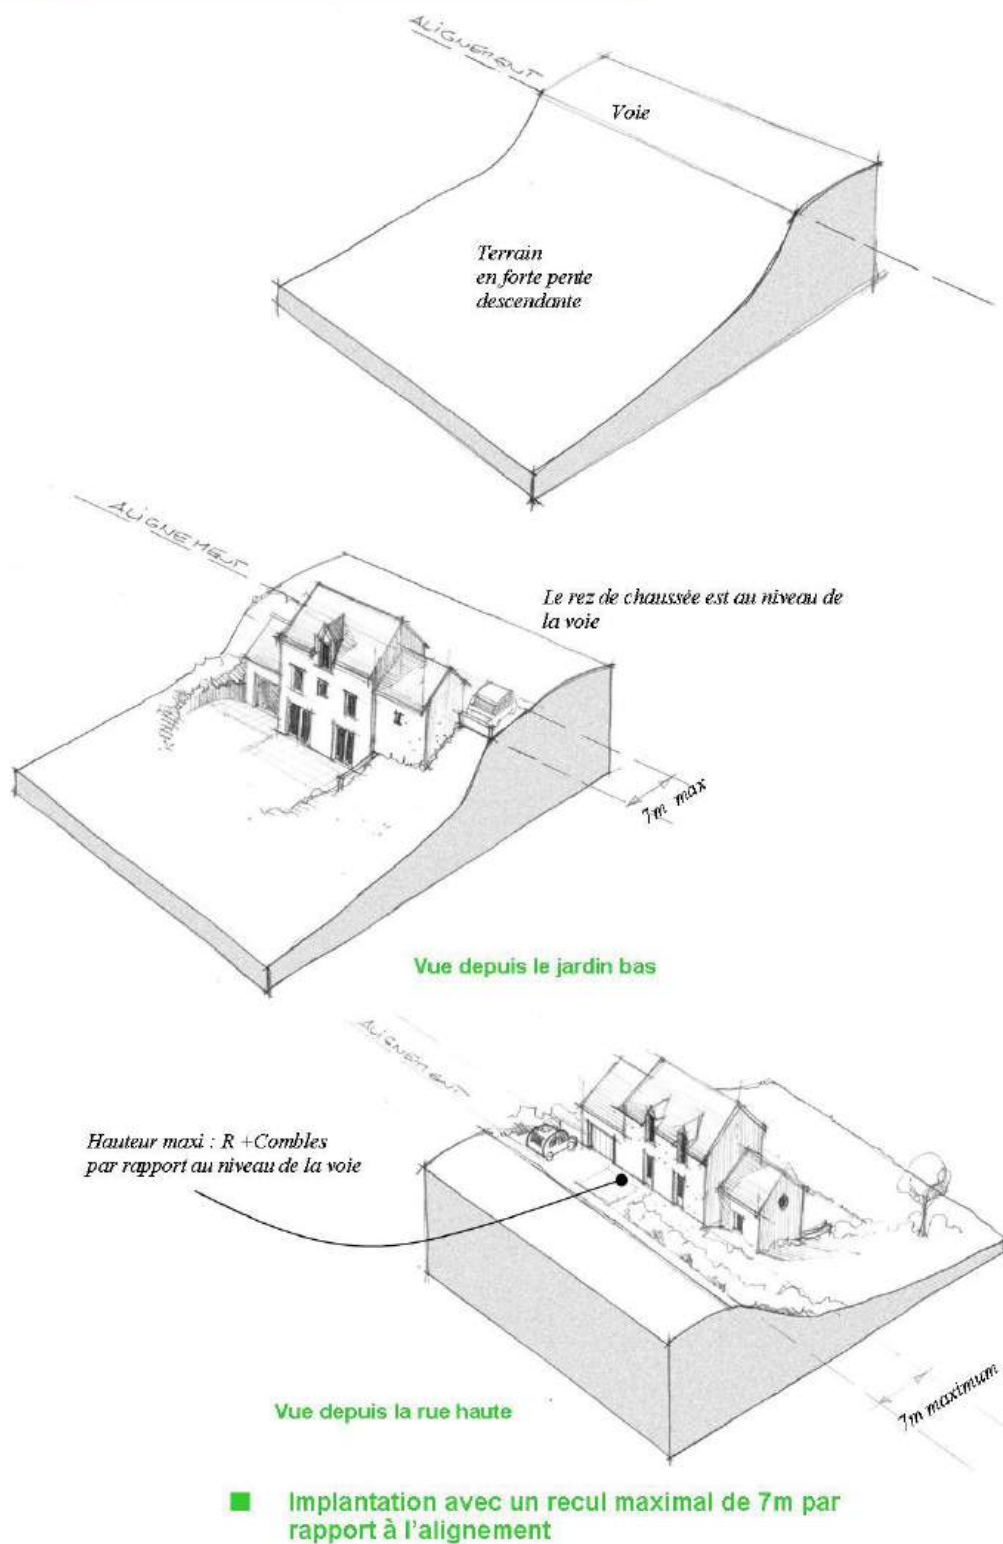 ALIGNEMENT
Voie
Terrain
en forte pente
descendante
ALIGNEMENT
Le rez de chaussée est au niveau de
la voie
7m max
Vue depuis le jardin bas
ALIGNEMENT
Hauteur maxi : R +Combles
par rapport au niveau de la voie
7m maximum
Vue depuis la rue haute
Implantation avec un recul maximal de 7m par
rapport à l'alignement